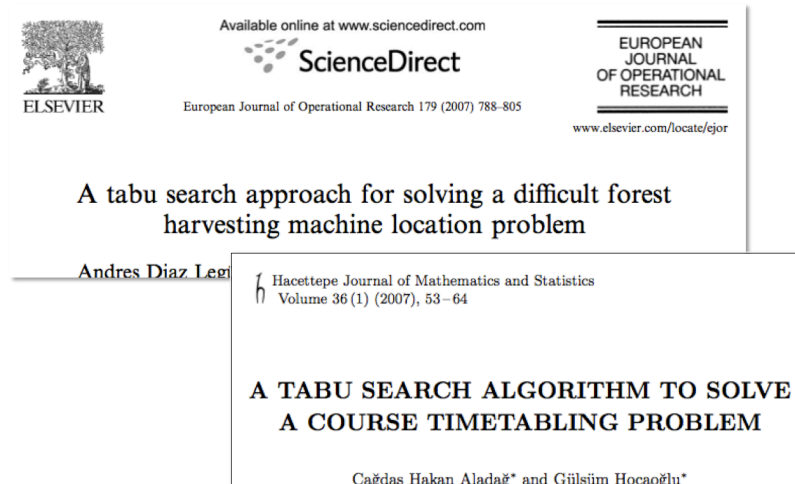 Available online at www.sciencedirect.com
ScienceDirect
ELSEVIER
European Journal of Operational Research 179 (2007) 788–805
EUROPEAN
JOURNAL
OF OPERATIONAL
RESEARCH
www.elsevier.com/locate/ejor
A tabu search approach for solving a difficult forest
harvesting machine location problem
Andres Diaz
Hacettepe Journal of Mathematics and Statistics
Volume 36 (1) (2007), 53–64
A TABU SEARCH ALGORITHM TO SOLVE
A COURSE TIMETABLING PROBLEM
Çağdaş Hakan Aladağ* and Gülsüm Hocaoğlu*